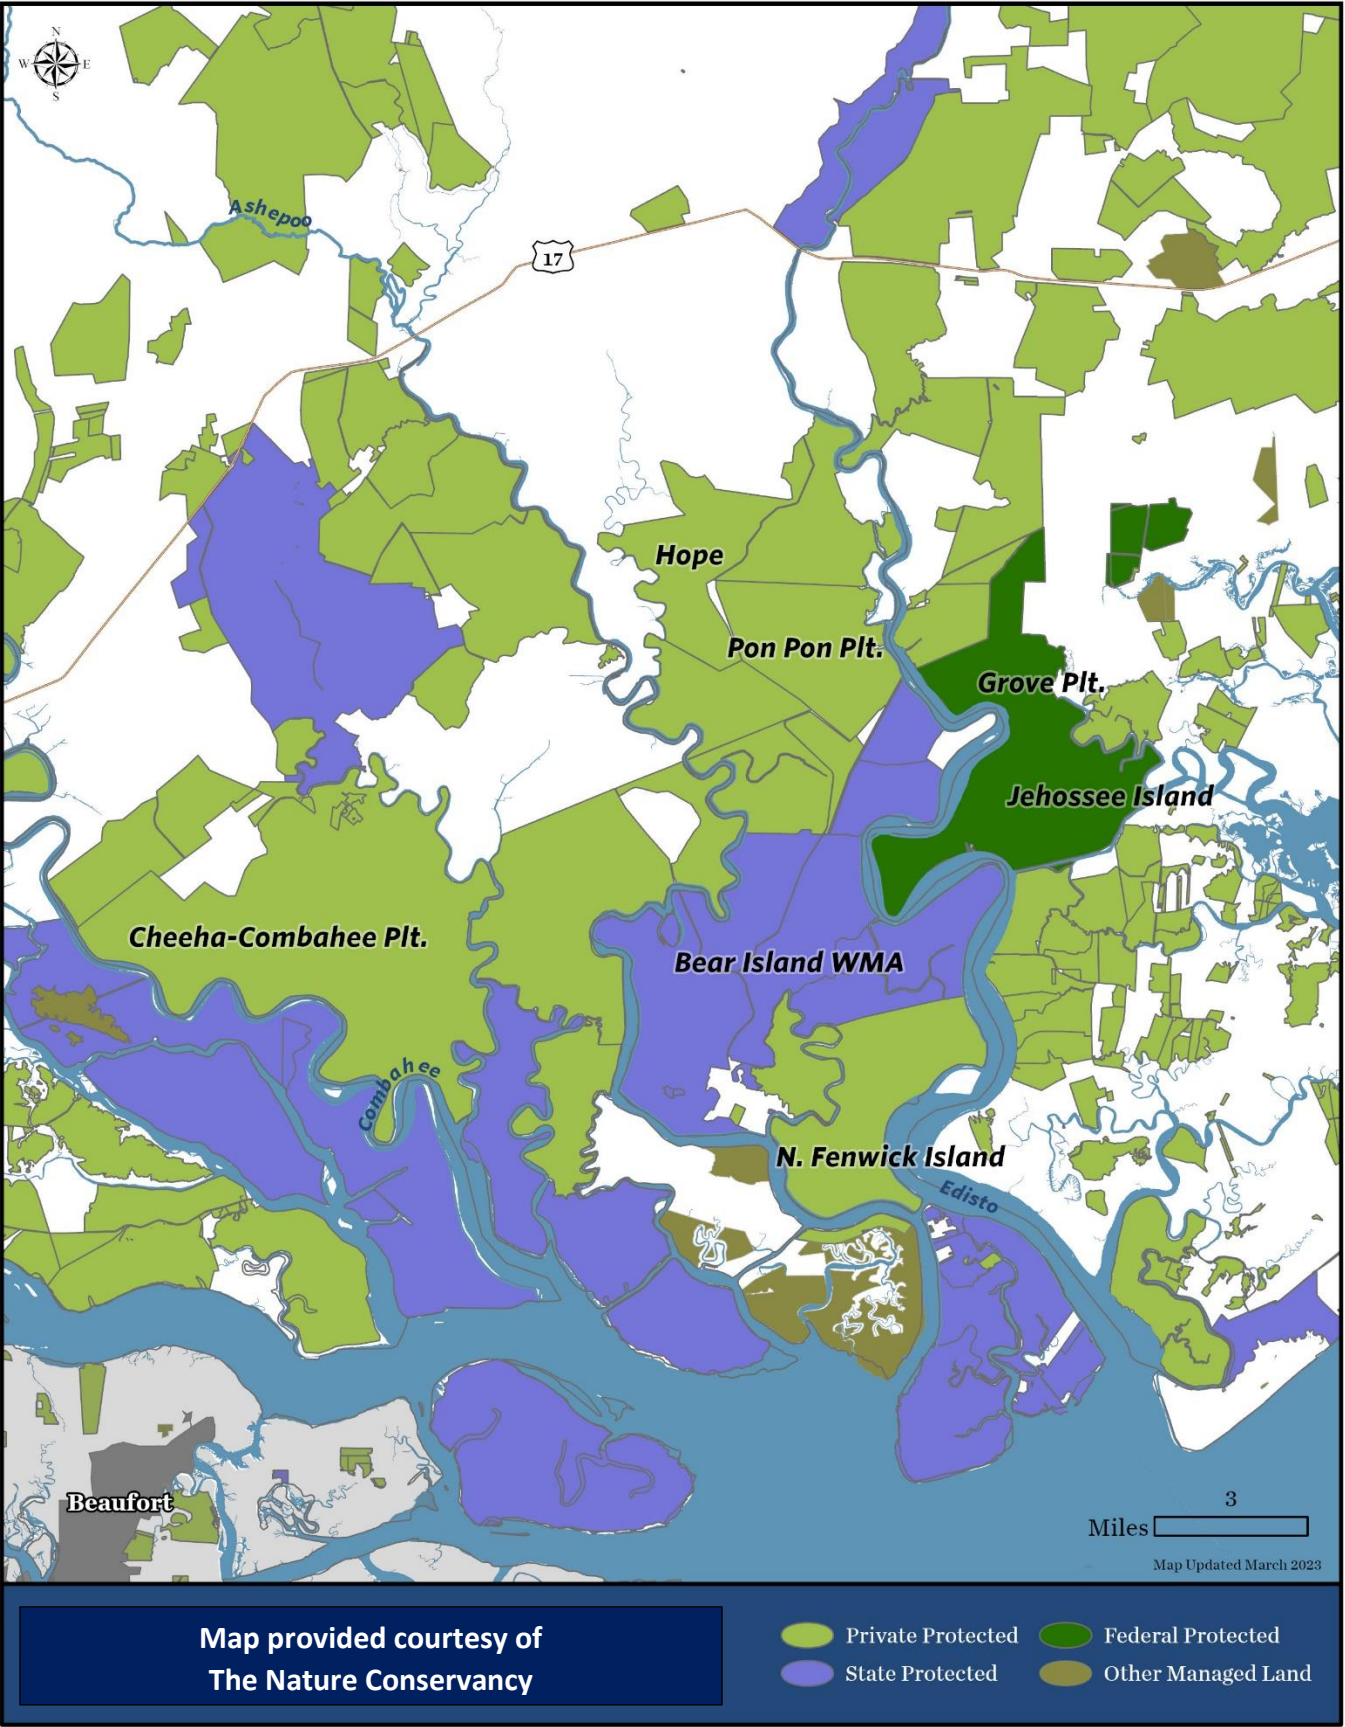 N
W E
S
Ashepoo
17
Hope
Pon Pon Plt.
Grove Plt.
Jehossee Island
Cheeha-Combahee Plt.
Bear Island WMA
Combahee
N. Fenwick Island
Edisto
Beaufort
3
Miles
Map Updated March 2023
Map provided courtesy of
The Nature Conservancy
Private Protected
Federal Protected
State Protected
Other Managed Land